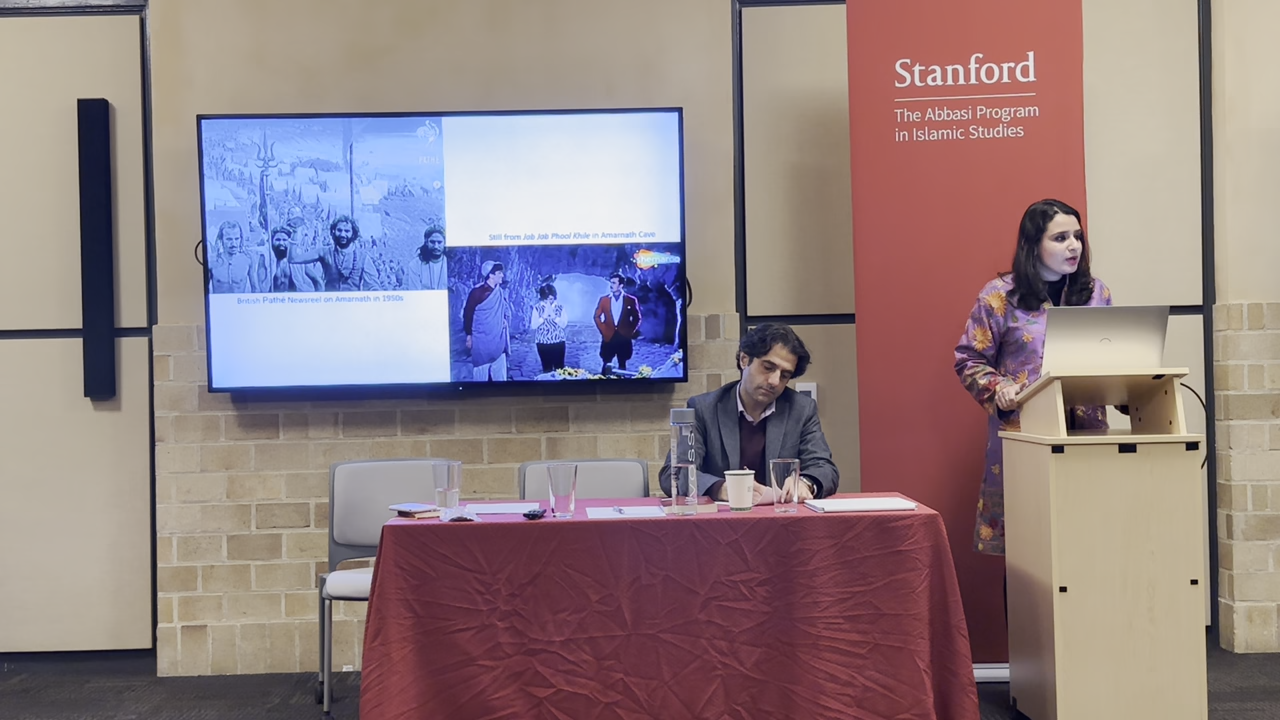 Stanford
The Abbasi Program
in Islamic Studies
Still from Jab Jab Phool Khile in Amarnath Cave
British Pathé Newsreel on Amarnath in 1950s